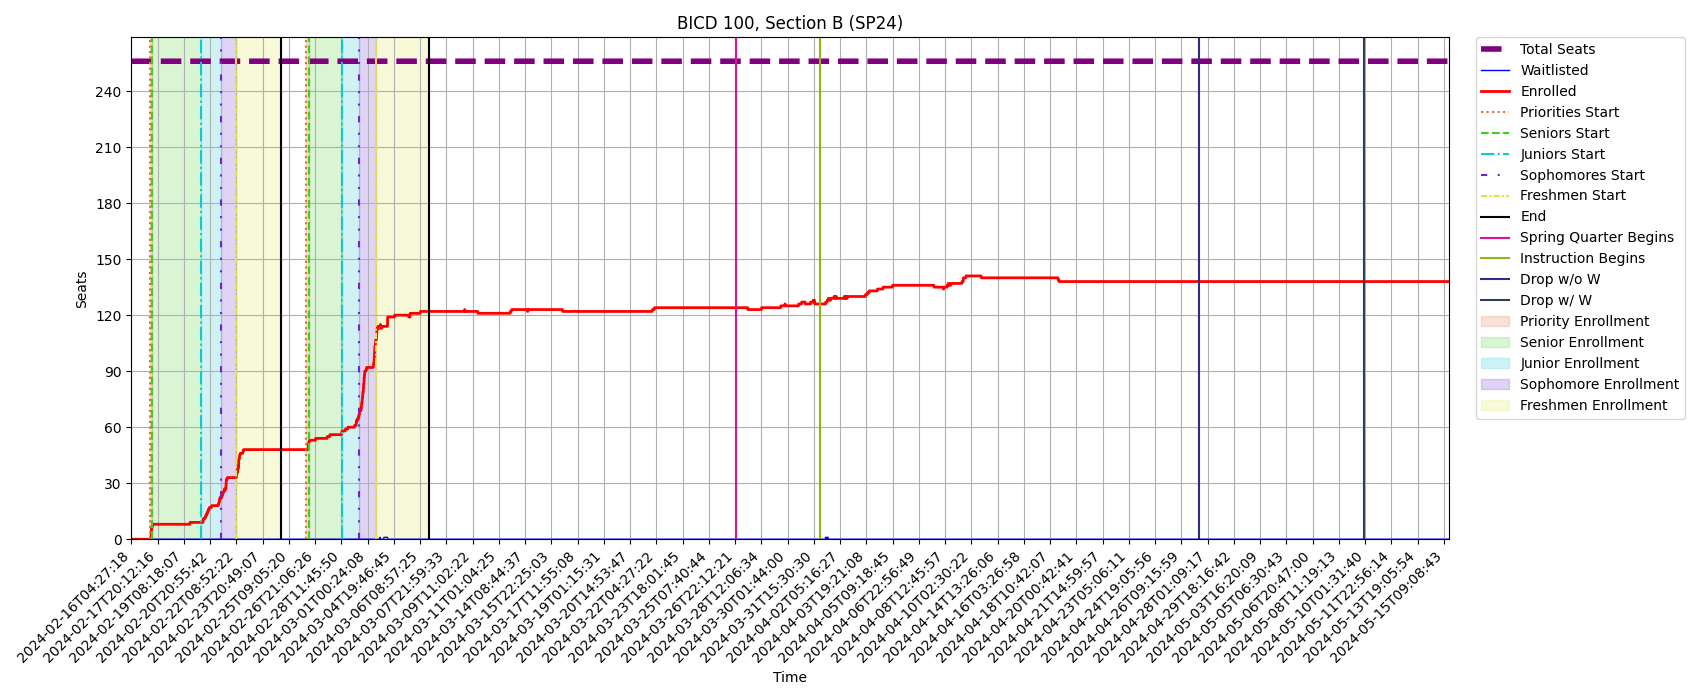 BICD 100, Section B (SP24)
Total Seats
Waitlisted
Enrolled
Priorities Start
Seniors Start
Juniors Start
Sophomores Start
Freshmen Start
End
Spring Quarter Begins
Instruction Begins
Drop w/o W
Drop w/ W
Priority Enrollment
Senior Enrollment
Junior Enrollment
Sophomore Enrollment
Freshmen Enrollment
Seats
240
210
180
150
120
90
60
30
0
2024-02-16T04:27:18
2024-02-17T20:12:16
2024-02-19T08:18:07
2024-02-20T20:55:42
2024-02-22T08:52:22
2024-02-23T20:49:07
2024-02-25T09:05:20
2024-02-26T21:06:26
2024-02-28T11:45:50
2024-03-01T00:24:08
2024-03-04T19:46:45
2024-03-06T08:57:25
2024-03-07T21:59:33
2024-03-09T11:02:22
2024-03-11T01:04:25
2024-03-14T08:44:37
2024-03-15T22:25:03
2024-03-17T11:55:08
2024-03-19T01:15:31
2024-03-20T14:53:47
2024-03-22T04:27:22
2024-03-23T18:01:45
2024-03-25T07:40:44
2024-03-26T22:12:21
2024-03-28T12:06:34
2024-03-30T01:44:00
2024-03-31T15:30:30
2024-04-02T05:16:27
2024-04-03T19:21:08
2024-04-05T09:18:45
2024-04-06T22:56:49
2024-04-08T12:45:57
2024-04-10T02:30:22
2024-04-14T13:26:06
2024-04-16T03:26:58
2024-04-18T10:42:07
2024-04-20T00:42:41
2024-04-21T14:59:57
2024-04-23T05:06:11
2024-04-24T19:05:56
2024-04-26T09:15:59
2024-04-28T01:09:17
2024-04-29T18:16:42
2024-05-03T16:20:09
2024-05-05T06:30:43
2024-05-06T20:47:00
2024-05-08T11:19:13
2024-05-10T01:31:40
2024-05-11T22:56:14
2024-05-13T19:05:54
2024-05-15T09:08:43
Time